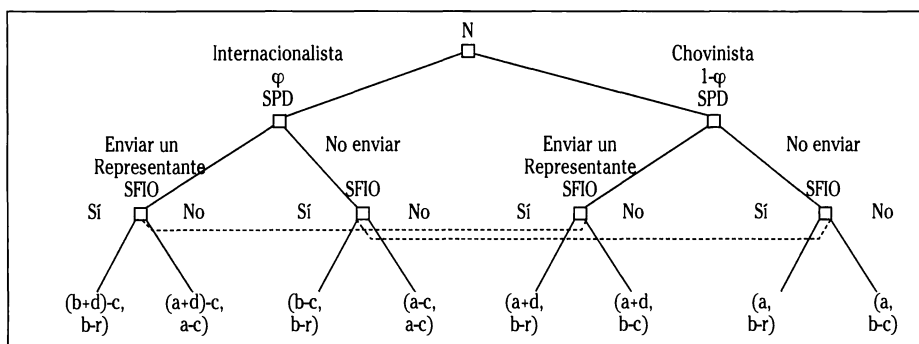 N
Internacionalista
φ
SPD
Chovinista
1-φ
SPD
Enviar un
Representante
SFIO
No enviar
SFIO
Enviar un
Representante
SFIO
No enviar
SFIO
Sí No Sí No Sí No Sí No
(b+d)-c,
b-r)
(a+d)-c,
a-c)
(b-c,
b-r)
(a-c,
a-c)
(a+d,
b-r)
(a+d,
b-c)
(a,
b-r)
(a,
b-c)